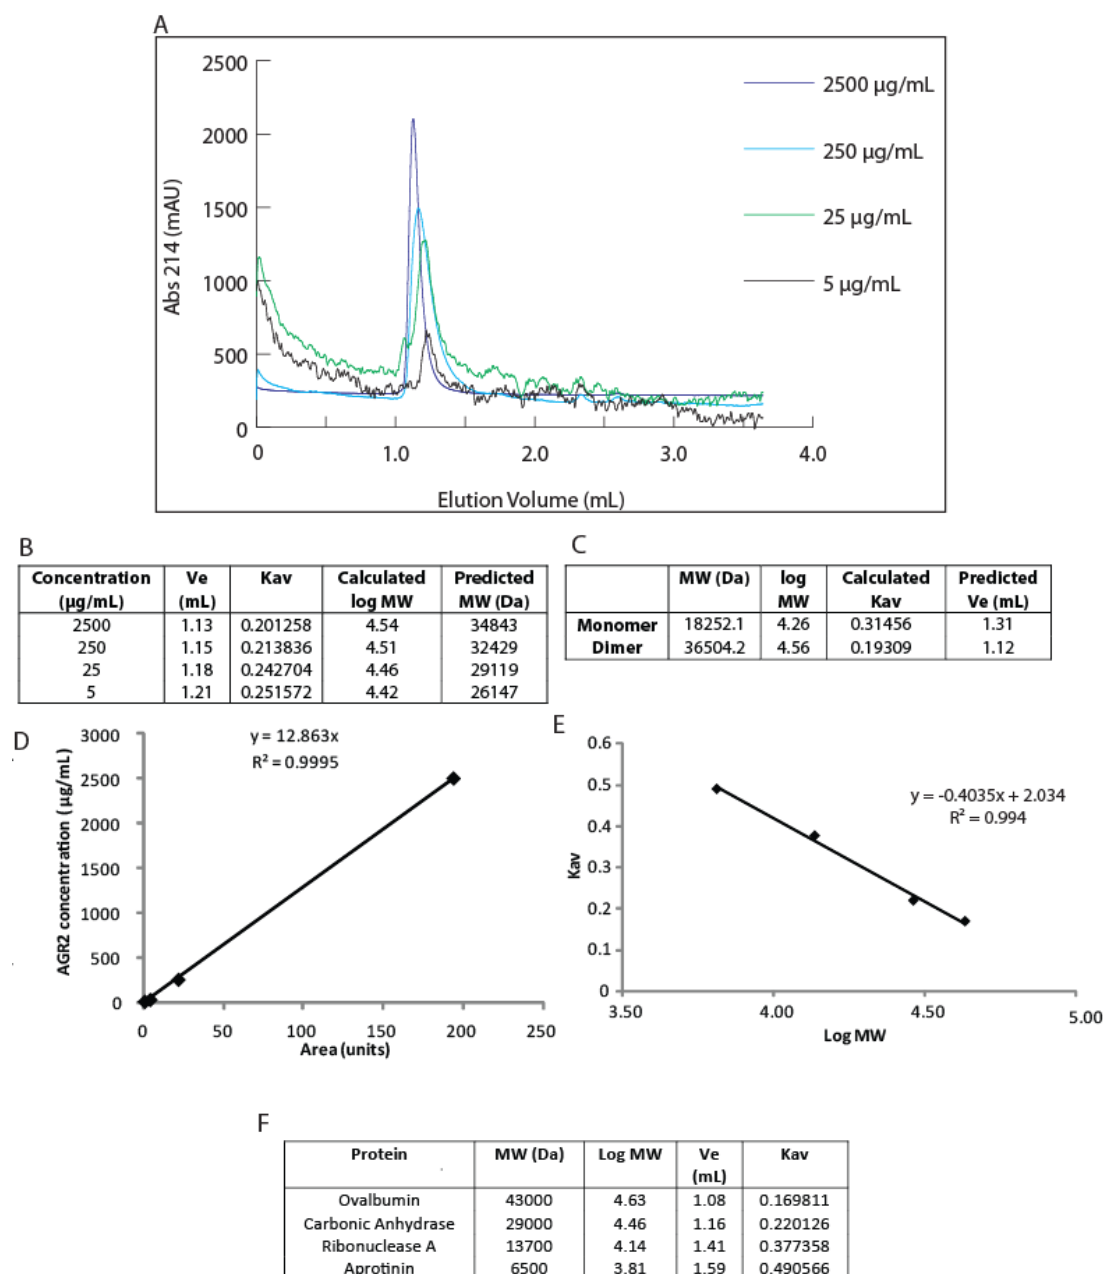 A
2500
2000
1500
1000
500
0
Abs 214 (mAU)
0 1.0 2.0 3.0 4.0
Elution Volume (mL)
2500 µg/mL
250 µg/mL
25 µg/mL
5 µg/mL
B
Concentration (µg/mL) Ve (mL) Kav Calculated log MW Predicted MW (Da)
2500 1.13 0.201258 4.54 34843
250 1.15 0.213836 4.51 32429
25 1.18 0.242704 4.46 29119
5 1.21 0.251572 4.42 26147
C
MW (Da) log MW Calculated Kav Predicted Ve (mL)
Monomer 18252.1 4.26 0.31456 1.31
Dimer 36504.2 4.56 0.19309 1.12
D
y = 12.863x
R² = 0.9995
3000
2500
2000
1500
1000
500
0
AGR2 concentration (µg/mL)
0 50 100 150 200 250
Area (units)
E
y = -0.4035x + 2.034
R² = 0.994
0.6
0.5
0.4
0.3
0.2
0.1
0
Kav
3.50 4.00 4.50 5.00
Log MW
F
Protein MW (Da) Log MW Ve (mL) Kav
Ovalbumin 43000 4.63 1.08 0.169811
Carbonic Anhydrase 29000 4.46 1.16 0.220126
Ribonuclease A 13700 4.14 1.41 0.377358
Aprotinin 6500 3.81 1.59 0.490566